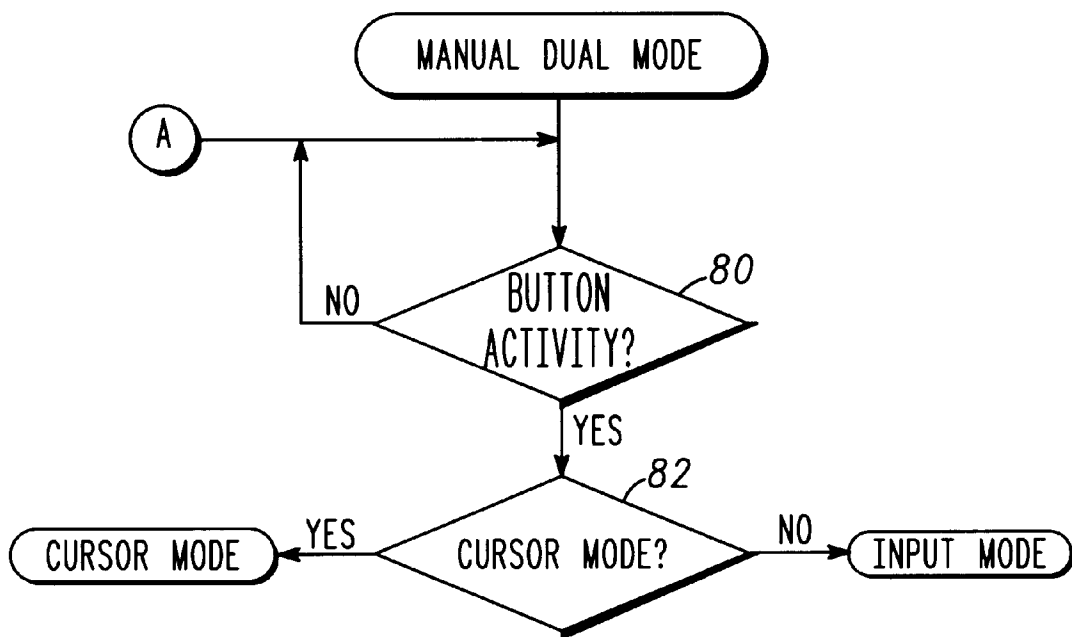 MANUAL DUAL MODE
A
80
NO
BUTTON
ACTIVITY?
YES
82
YES
NO
CURSOR MODE
CURSOR MODE?
INPUT MODE